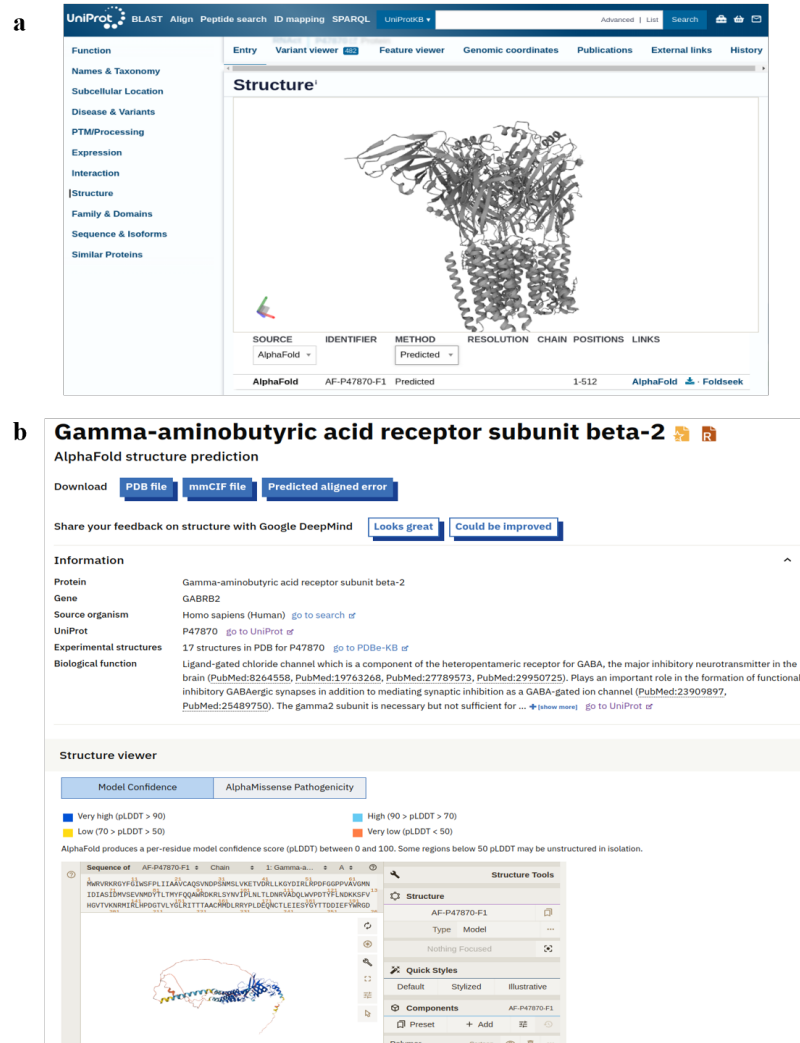 a
UniProt BLAST Align Peptide search ID mapping SPARQL UniProtKB ▾ Advanced | List Search
Function
Names & Taxonomy
Subcellular Location
Disease & Variants
PTM/Processing
Expression
Interaction
Structure
Family & Domains
Sequence & Isoforms
Similar Proteins
Entry Variant viewer 482 Feature viewer Genomic coordinates Publications External links History
Structure
SOURCE IDENTIFIER METHOD RESOLUTION CHAIN POSITIONS LINKS
AlphaFold Predicted
AlphaFold AF-P47870-F1 Predicted 1-512 AlphaFold · Foldseek
b
Gamma-aminobutyric acid receptor subunit beta-2
AlphaFold structure prediction
Download PDB file mmCIF file Predicted aligned error
Share your feedback on structure with Google DeepMind Looks great Could be improved
Information
Protein Gamma-aminobutyric acid receptor subunit beta-2
Gene GABRB2
Source organism Homo sapiens (Human) go to search
UniProt P47870 go to UniProt
Experimental structures 17 structures in PDB for P47870 go to PDBe-KB
Biological function Ligand-gated chloride channel which is a component of the heteropentameric receptor for GABA, the major inhibitory neurotransmitter in the
brain (PubMed:8264558, PubMed:19763268, PubMed:27789573, PubMed:29950725). Plays an important role in the formation of functional
inhibitory GABAergic synapses in addition to mediating synaptic inhibition as a GABA-gated ion channel (PubMed:23909897,
PubMed:25489750). The gamma2 subunit is necessary but not sufficient for ... + [show more] go to UniProt
Structure viewer
Model Confidence AlphaMissense Pathogenicity
Very high (pLDDT > 90) High (90 > pLDDT > 70)
Low (70 > pLDDT > 50) Very low (pLDDT < 50)
AlphaFold produces a per-residue model confidence score (pLDDT) between 0 and 100. Some regions below 50 pLDDT may be unstructured in isolation.
Sequence of AF-P47870-F1 Chain 1: Gamma-a... A
MWRVRKRGYFGIWSFPLIIAAVCAQSVNDPSNMSLVKETVDRLLKGYDIRLRPDFGGPPVAVGMN
IDIASIDMVSEVNMDYTLTMYFQQAWRDKRLSYNVIPLNLTLDNRVADQLWVPDTYFLNDKKSFV
HGVTVKNRMIRLHPDGTVLYGLRITTTAACMMDLRRYPLDEQNCTLEIESYGYTTDDIEFYWRGD
Structure Tools
Structure
AF-P47870-F1
Type Model
Nothing Focused
Quick Styles
Default Stylized Illustrative
Components AF-P47870-F1
Preset + Add